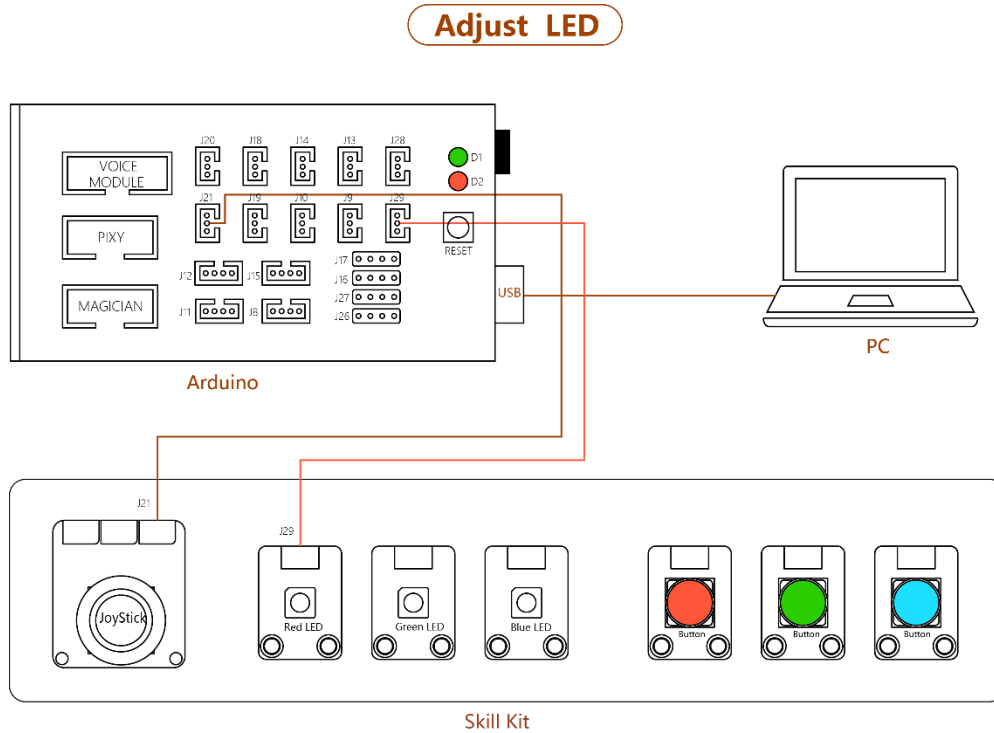 Adjust LED
J20
J18
J14
J13
J28
VOICE
MODULE
D1
D2
J21
J19
J10
J9
J29
PIXY
RESET
J17
J12
J15
J16
USB
J27
MAGICIAN
J11
J8
J26
PC
Arduino
J21
J29
JoyStick
Red LED
Green LED
Blue LED
Button
Button
Button
Skill Kit